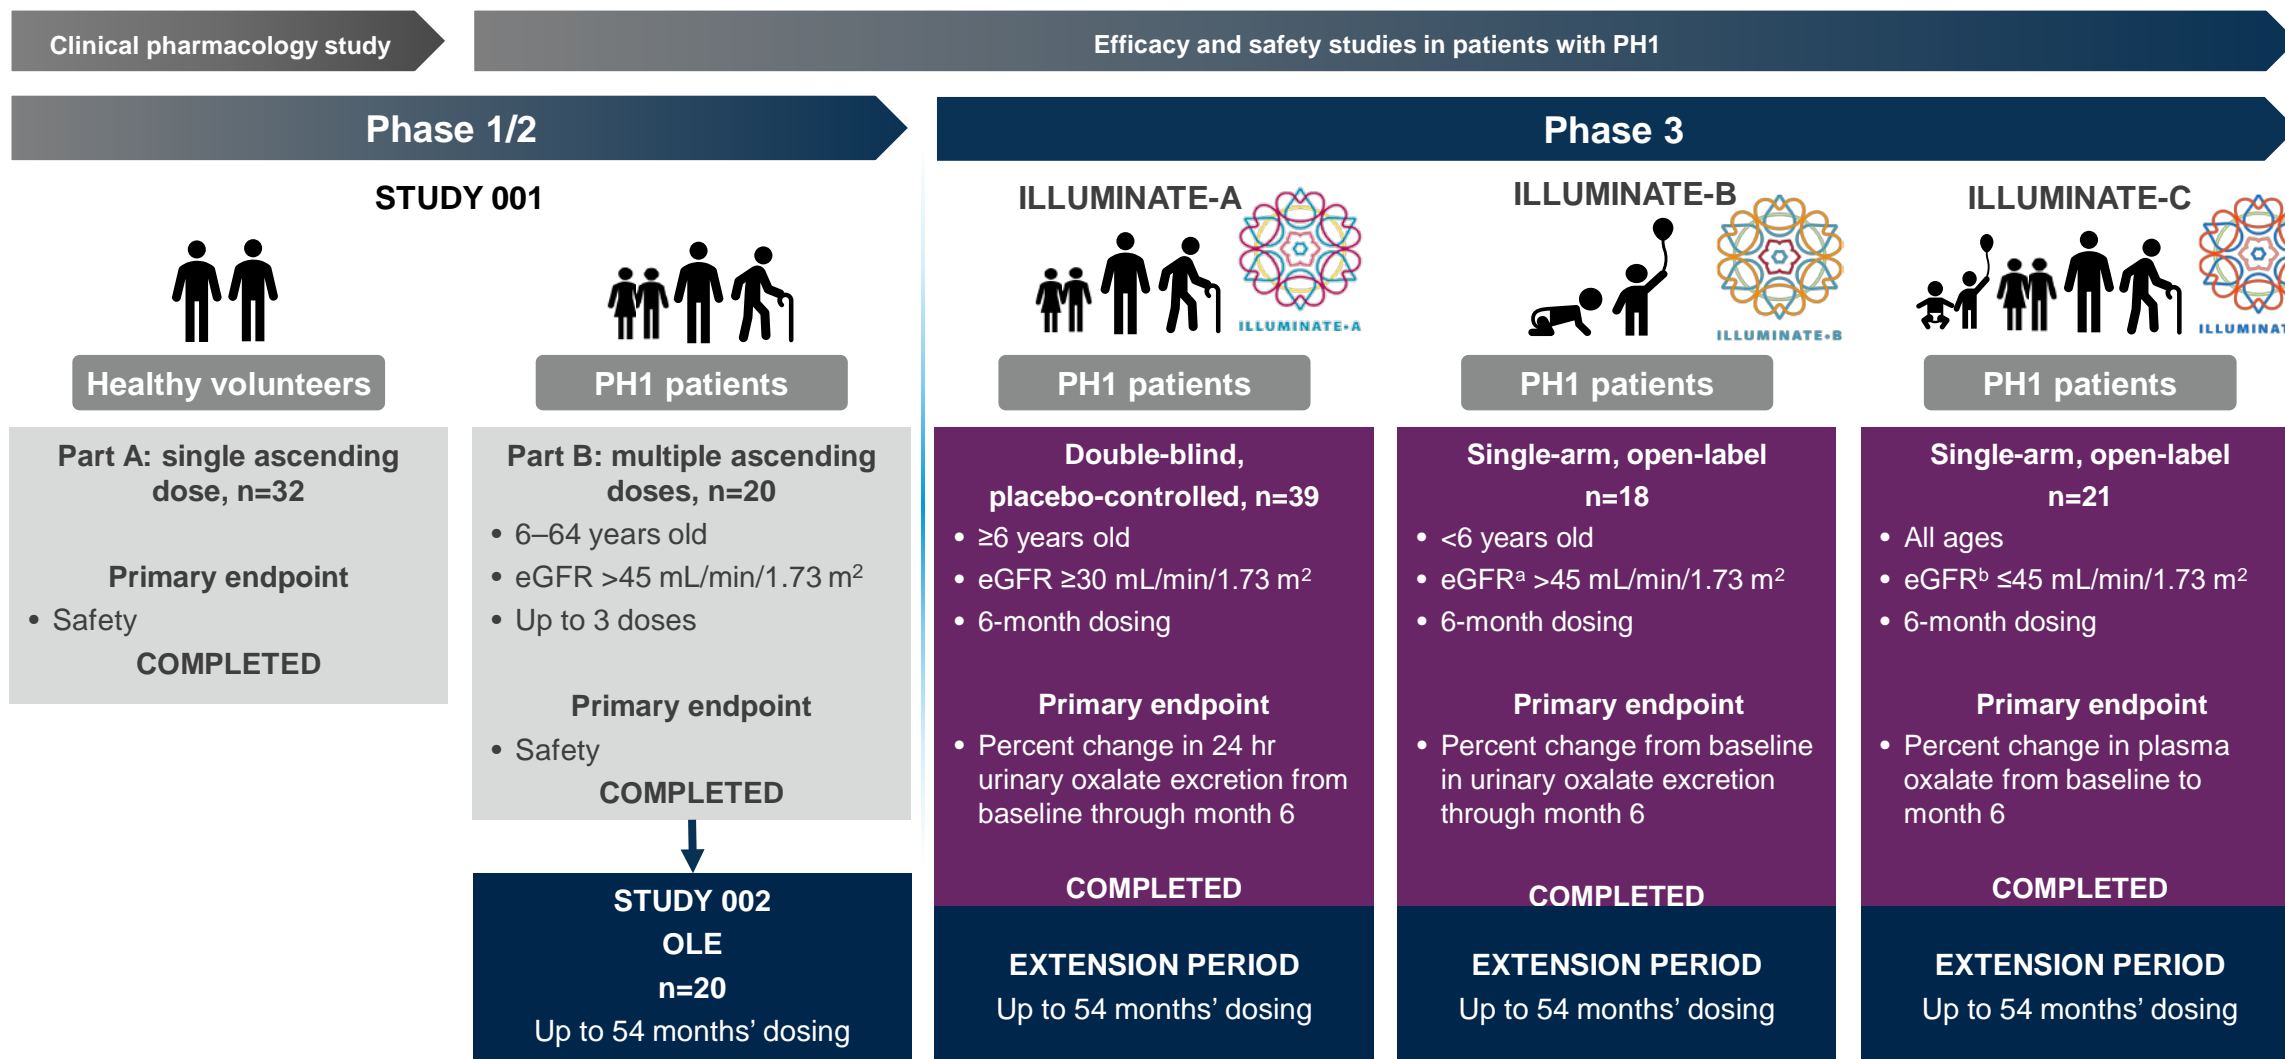 Clinical pharmacology study
Efficacy and safety studies in patients with PH1
Phase 1/2
Phase 3
STUDY 001
Healthy volunteers
Part A: single ascending
dose, n=32
Primary endpoint
• Safety
COMPLETED
PH1 patients
Part B: multiple ascending
doses, n=20
• 6–64 years old
• eGFR >45 mL/min/1.73 m²
• Up to 3 doses
Primary endpoint
• Safety
COMPLETED
STUDY 002
OLE
n=20
Up to 54 months’ dosing
ILLUMINATE-A
ILLUMINATE•A
PH1 patients
Double-blind,
placebo-controlled, n=39
• ≥6 years old
• eGFR ≥30 mL/min/1.73 m²
• 6-month dosing
Primary endpoint
• Percent change in 24 hr
urinary oxalate excretion from
baseline through month 6
COMPLETED
EXTENSION PERIOD
Up to 54 months’ dosing
ILLUMINATE-B
ILLUMINATE•B
PH1 patients
Single-arm, open-label
n=18
• <6 years old
• eGFRᵃ >45 mL/min/1.73 m²
• 6-month dosing
Primary endpoint
• Percent change from baseline
in urinary oxalate excretion
through month 6
COMPLETED
EXTENSION PERIOD
Up to 54 months’ dosing
ILLUMINATE-C
ILLUMINAT
PH1 patients
Single-arm, open-label
n=21
• All ages
• eGFRᵇ ≤45 mL/min/1.73 m²
• 6-month dosing
Primary endpoint
• Percent change in plasma
oxalate from baseline to
month 6
COMPLETED
EXTENSION PERIOD
Up to 54 months’ dosing